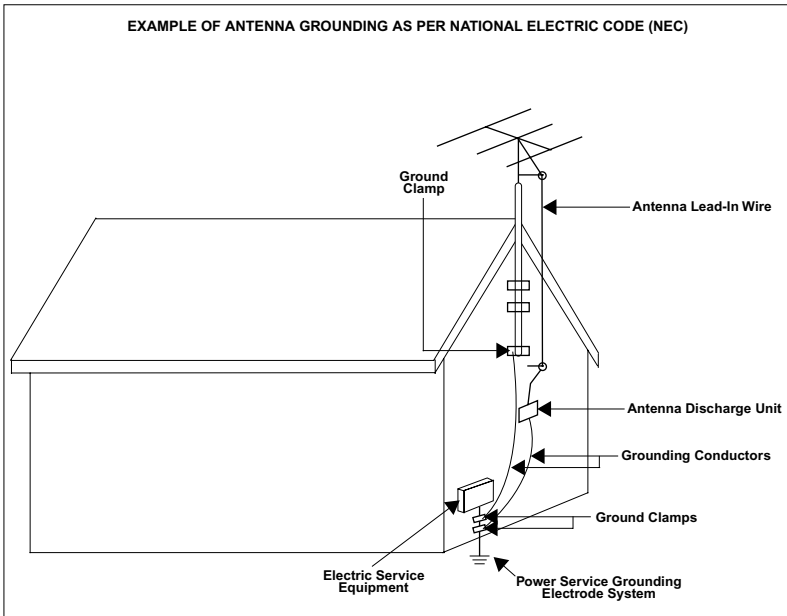 EXAMPLE OF ANTENNA GROUNDING AS PER NATIONAL ELECTRIC CODE (NEC)
Ground
Clamp
Antenna Lead-In Wire
Antenna Discharge Unit
Grounding Conductors
Ground Clamps
Electric Service
Equipment
Power Service Grounding
Electrode System